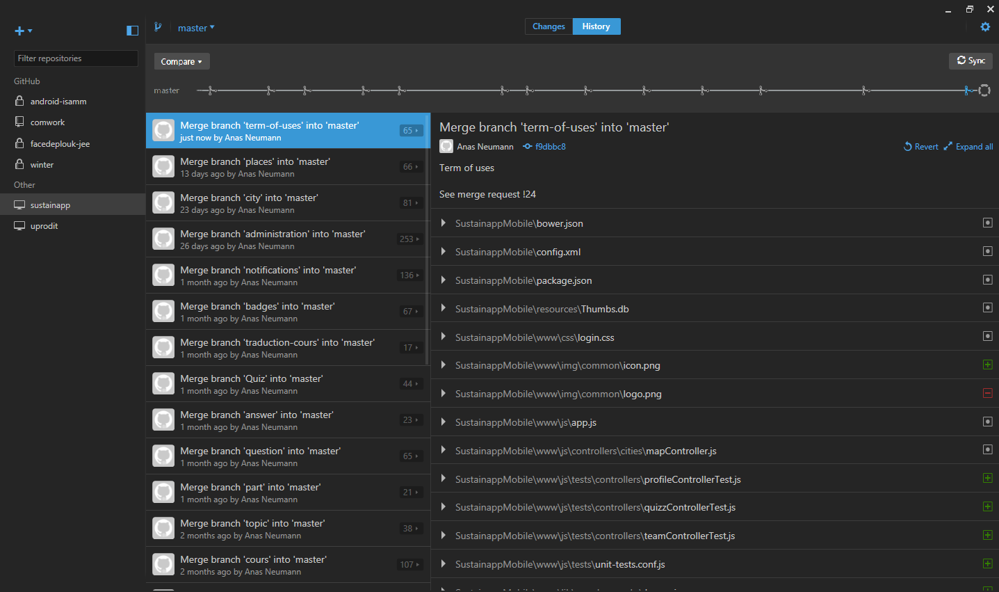 master
Changes
History
Filter repositories
GitHub
android-isamm
comwork
facedeplouk-jee
winter
Other
sustainapp
uprodit
Compare
Sync
master
Merge branch 'term-of-uses' into 'master'
just now by Anas Neumann
65
Merge branch 'places' into 'master'
13 days ago by Anas Neumann
66
Merge branch 'city' into 'master'
23 days ago by Anas Neumann
81
Merge branch 'administration' into 'master'
26 days ago by Anas Neumann
253
Merge branch 'notifications' into 'master'
1 month ago by Anas Neumann
136
Merge branch 'badges' into 'master'
1 month ago by Anas Neumann
67
Merge branch 'traduction-cours' into 'master'
1 month ago by Anas Neumann
17
Merge branch 'Quiz' into 'master'
1 month ago by Anas Neumann
44
Merge branch 'answer' into 'master'
1 month ago by Anas Neumann
23
Merge branch 'question' into 'master'
1 month ago by Anas Neumann
65
Merge branch 'part' into 'master'
1 month ago by Anas Neumann
21
Merge branch 'topic' into 'master'
2 months ago by Anas Neumann
38
Merge branch 'cours' into 'master'
2 months ago by Anas Neumann
107
Merge branch 'term-of-uses' into 'master'
Anas Neumann f9dbbc8 Revert Expand all
Term of uses
See merge request !24
SustainappMobile\bower.json
SustainappMobile\config.xml
SustainappMobile\package.json
SustainappMobile\resources\Thumbs.db
SustainappMobile\www\css\login.css
SustainappMobile\www\img\common\icon.png
SustainappMobile\www\img\common\logo.png
SustainappMobile\www\js\app.js
SustainappMobile\www\js\controllers\cities\mapController.js
SustainappMobile\www\js\tests\controllers\profileControllerTest.js
SustainappMobile\www\js\tests\controllers\quizzControllerTest.js
SustainappMobile\www\js\tests\controllers\teamControllerTest.js
SustainappMobile\www\js\tests\unit-tests.conf.js